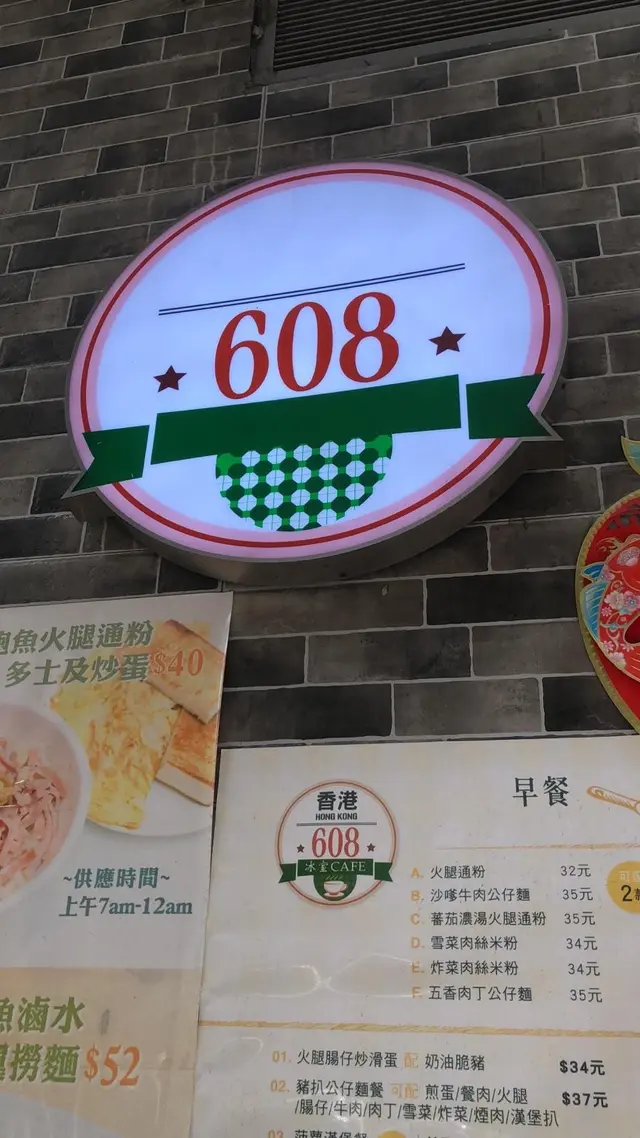 608
魚火腿通粉
多士及炒蛋$40
~供應時間~
上午7am-12am
魚滷水
撈麵$52
香港
HONG KONG
608
冰室CAFE
早餐
A. 火腿通粉 32元
B. 沙嗲牛肉公仔麵 35元
C. 蕃茄濃湯火腿通粉 35元
D. 雪菜肉絲米粉 34元
E. 炸菜肉絲米粉 34元
F. 五香肉丁公仔麵 35元
2
01. 火腿腸仔炒滑蛋 配 奶油脆豬 $34元
02. 豬扒公仔麵餐 可配 煎蛋/餐肉/火腿 $37元
/腸仔/牛肉/肉丁/雪菜/炸菜/煙肉/漢堡扒
03.